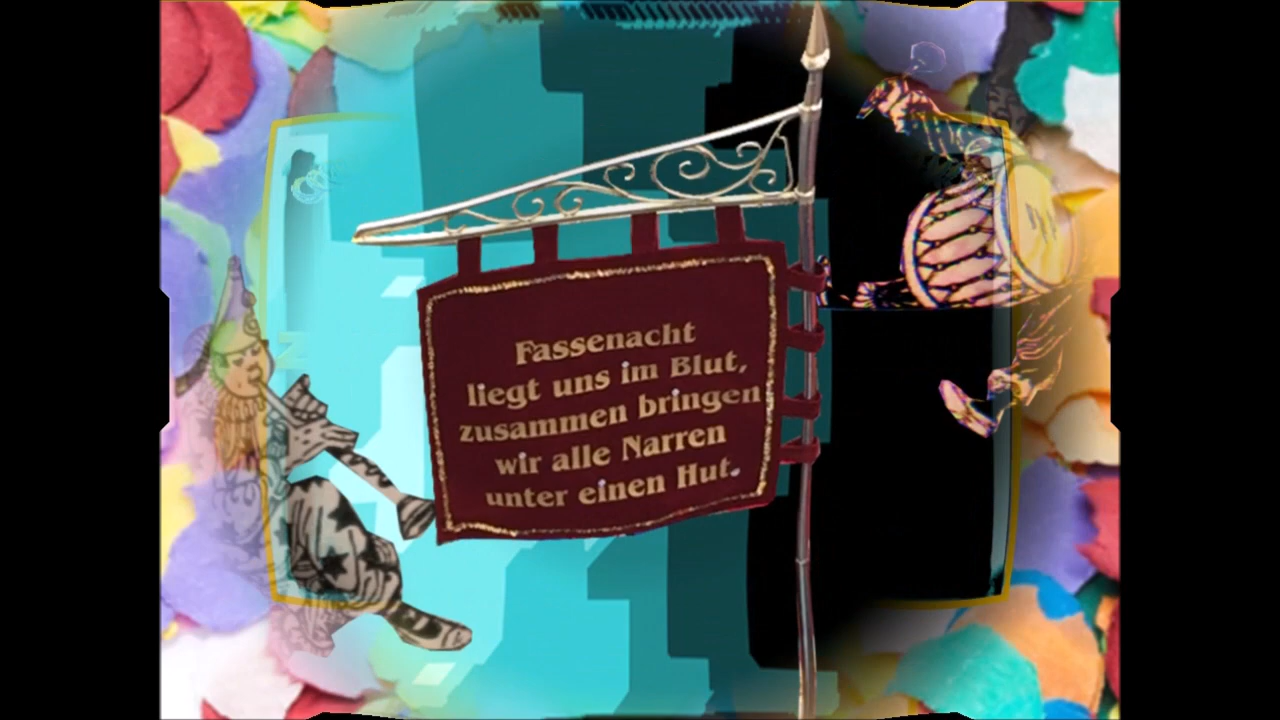 Fassenacht
liegt uns im Blut,
zusammen bringen
wir alle Narren
unter einen Hut.